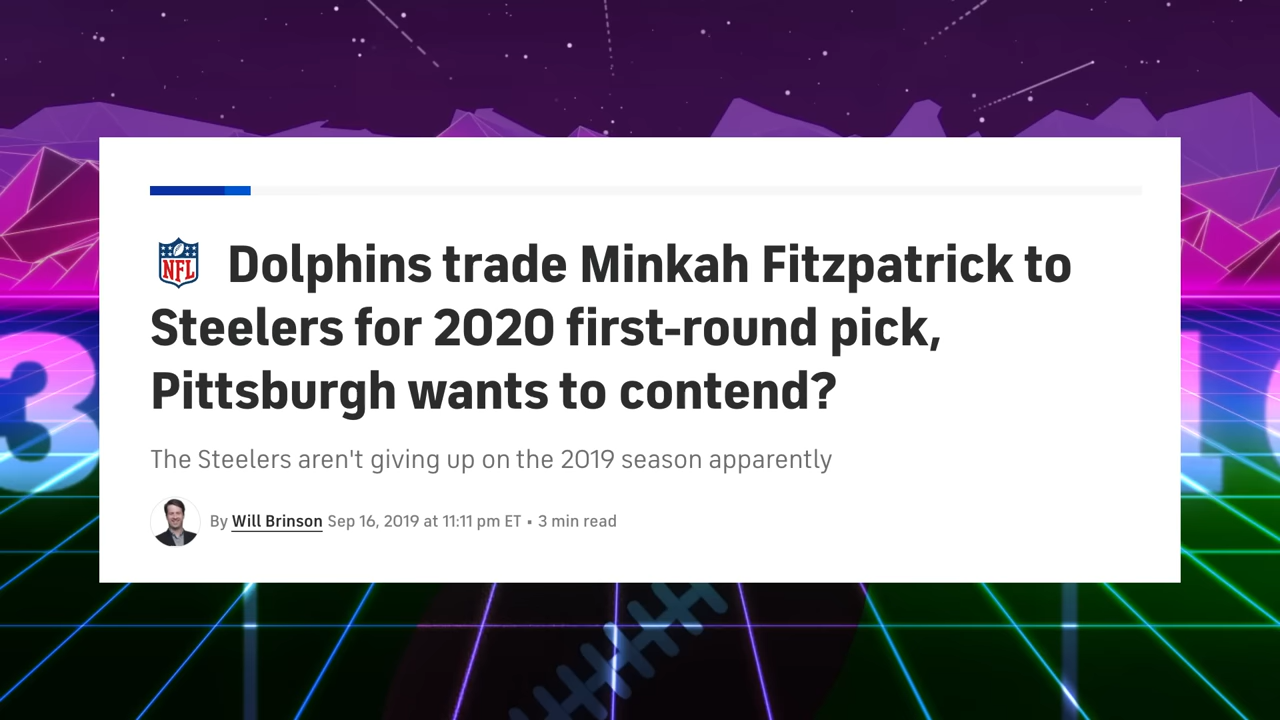 NFL
Dolphins trade Minkah Fitzpatrick to
Steelers for 2020 first-round pick,
Pittsburgh wants to contend?
The Steelers aren't giving up on the 2019 season apparently
By Will Brinson Sep 16, 2019 at 11:11 pm ET • 3 min read
3